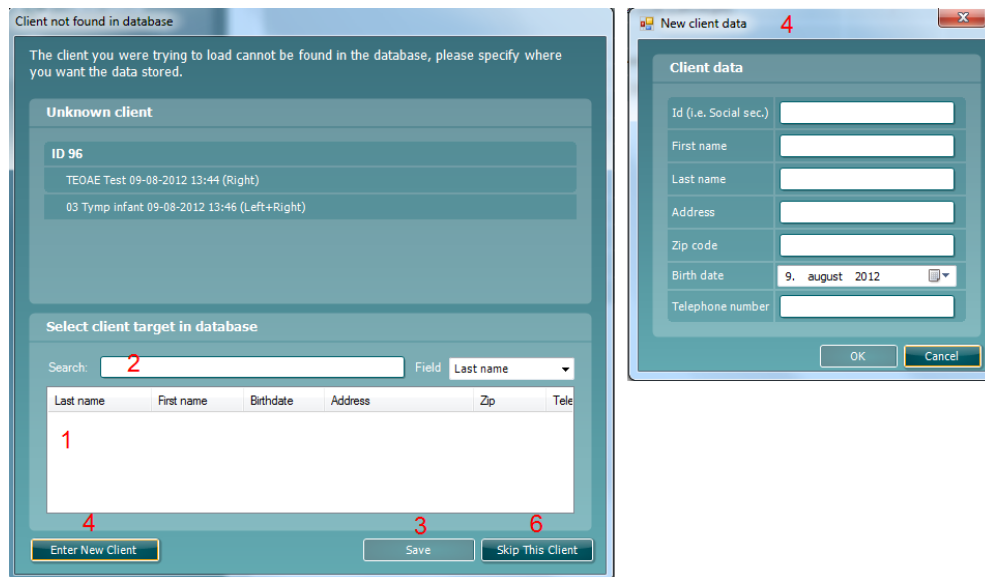 Client not found in database
The client you were trying to load cannot be found in the database, please specify where
you want the data stored.
Unknown client
ID 96
TEOAE Test 09-08-2012 13:44 (Right)
03 Tymp infant 09-08-2012 13:46 (Left+Right)
Select client target in database
Search: 2 Field Last name
Last name First name Birthdate Address Zip Tele
1
4 3 6
Enter New Client Save Skip This Client
New client data 4
Client data
Id (i.e. Social sec.)
First name
Last name
Address
Zip code
Birth date 9. august 2012
Telephone number
OK Cancel